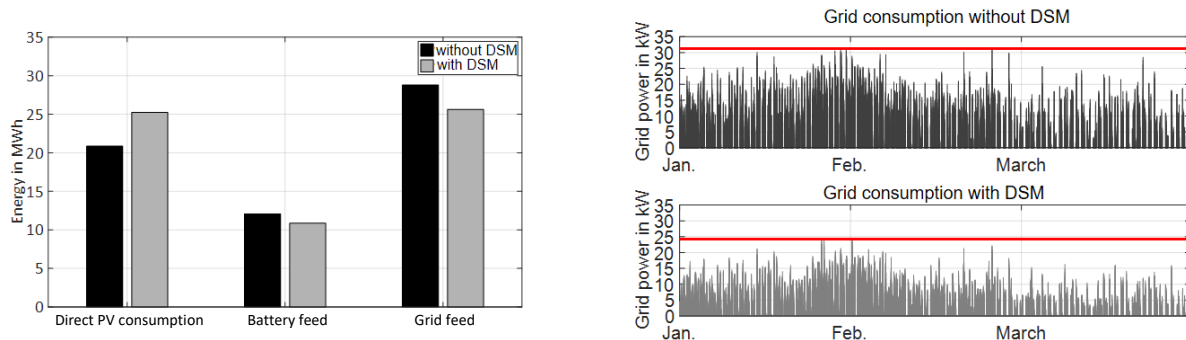 35
30
25
20
15
10
5
0
Energy in MWh
without DSM
with DSM
Direct PV consumption
Battery feed
Grid feed
Grid consumption without DSM
Grid power in kW
35
30
25
20
15
10
5
0
Jan.
Feb.
March
Grid consumption with DSM
Grid power in kW
35
30
25
20
15
10
5
0
Jan.
Feb.
March